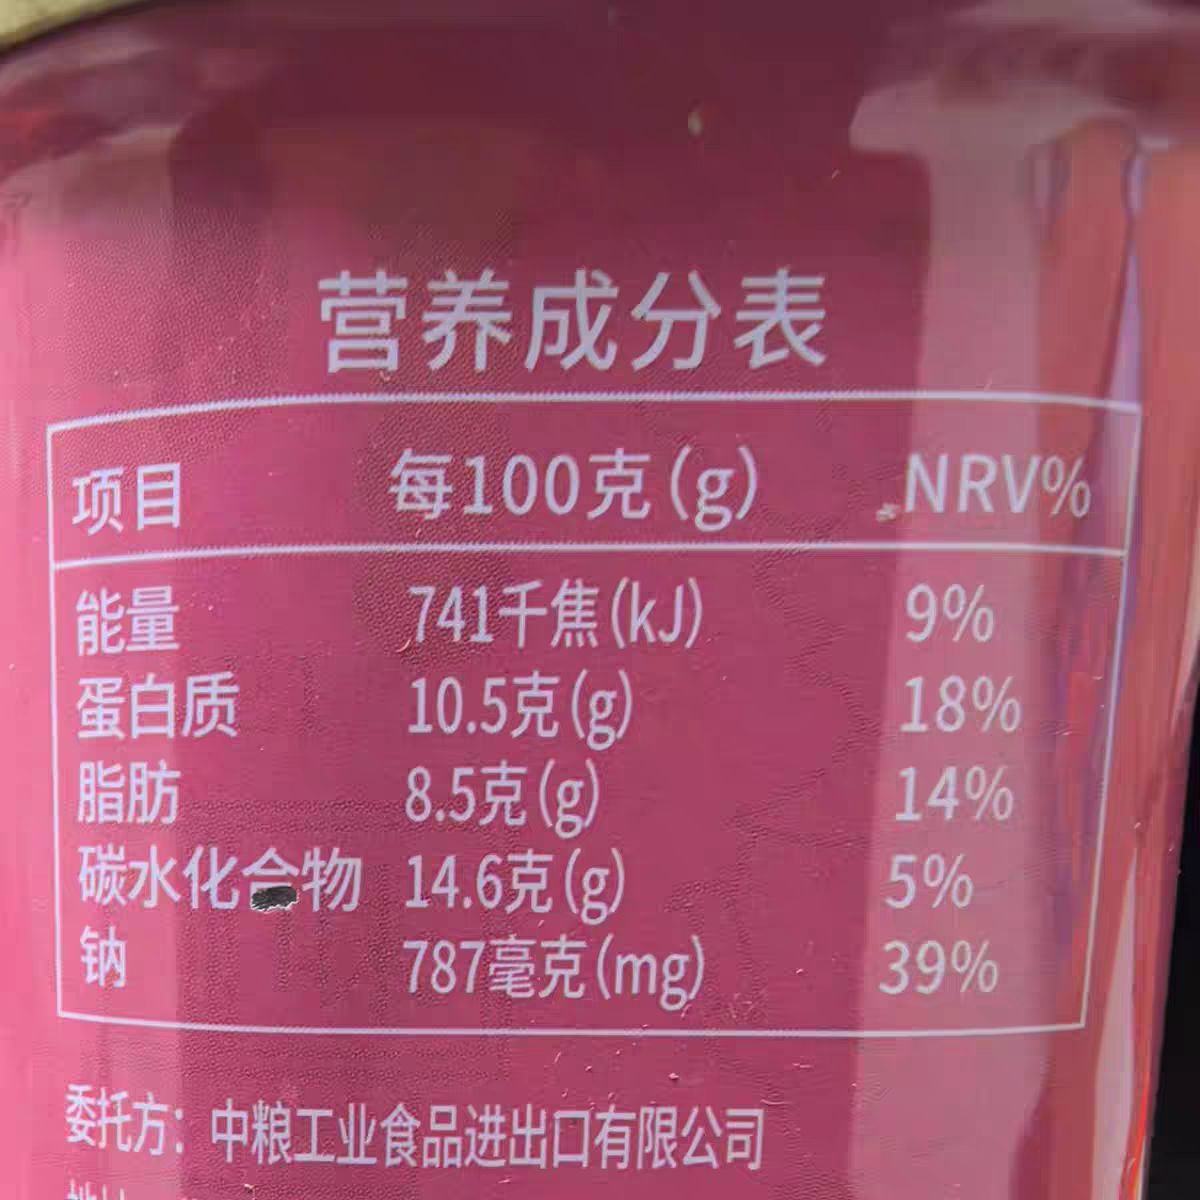 营养成分表
项目 每100克(g) NRV%
能量 741千焦(kJ) 9%
蛋白质 10.5克(g) 18%
脂肪 8.5克(g) 14%
碳水化合物 14.6克(g) 5%
钠 787毫克(mg) 39%
委托方：中粮工业食品进出口有限公司